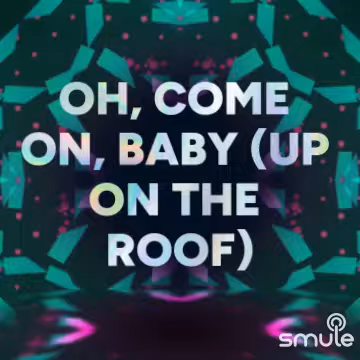 OH, COME
ON, BABY (UP
ON THE
ROOF)
smule